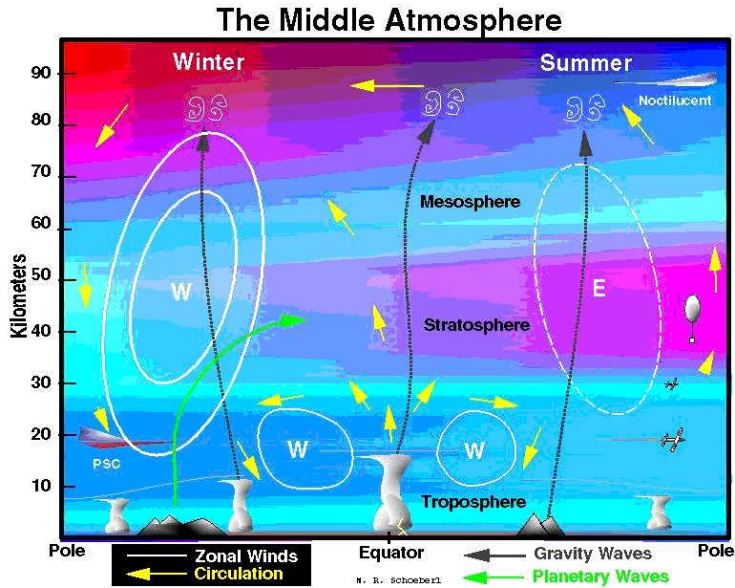 The Middle Atmosphere
Winter
Summer
Noctilucent
Mesosphere
Stratosphere
Troposphere
W
E
W
W
PSC
Kilometers
90
80
70
60
50
40
30
20
10
Pole
Equator
Pole
Zonal Winds
Circulation
M. R. Schoeberl
Gravity Waves
Planetary Waves